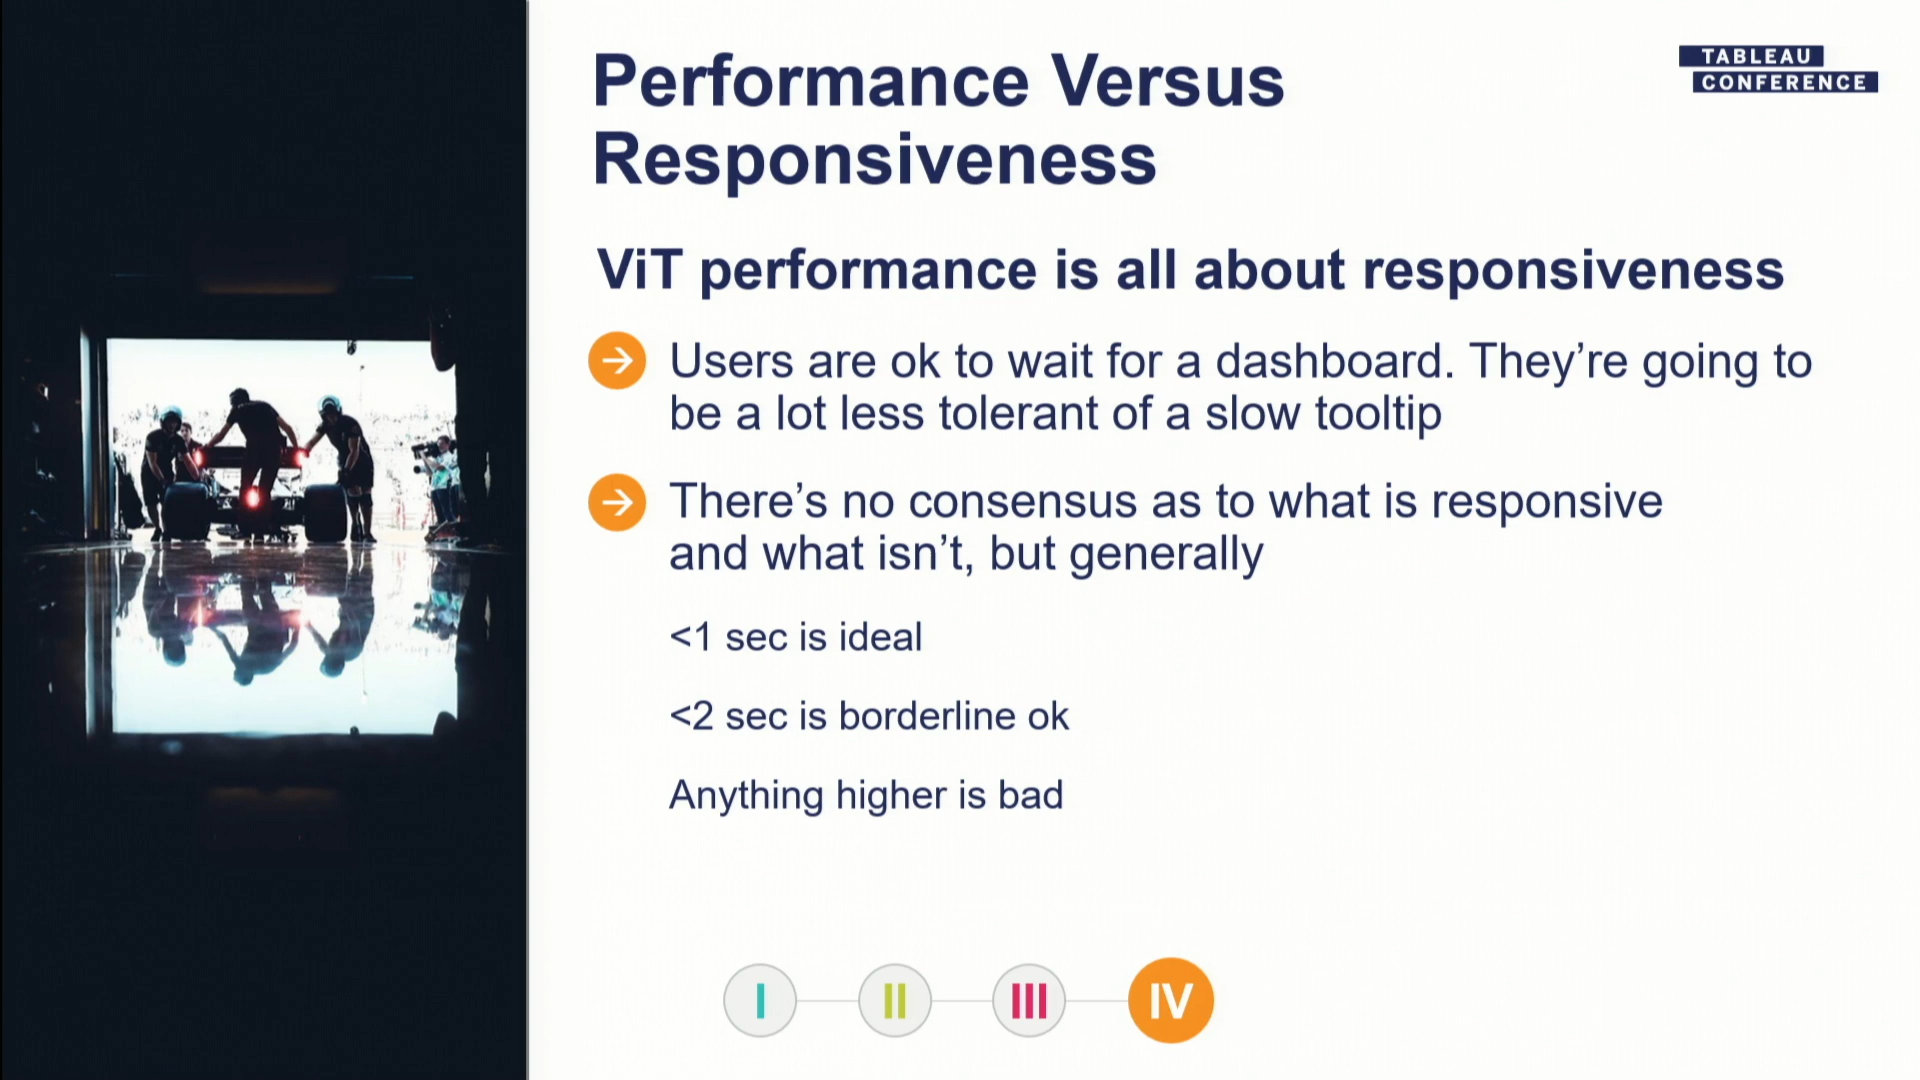 Performance Versus
Responsiveness
TABLEAU
CONFERENCE
ViT performance is all about responsiveness
Users are ok to wait for a dashboard. They’re going to
be a lot less tolerant of a slow tooltip
There’s no consensus as to what is responsive
and what isn’t, but generally
<1 sec is ideal
<2 sec is borderline ok
Anything higher is bad
I II III IV